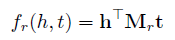 f_r(h, t) = h^⊤ M_r t